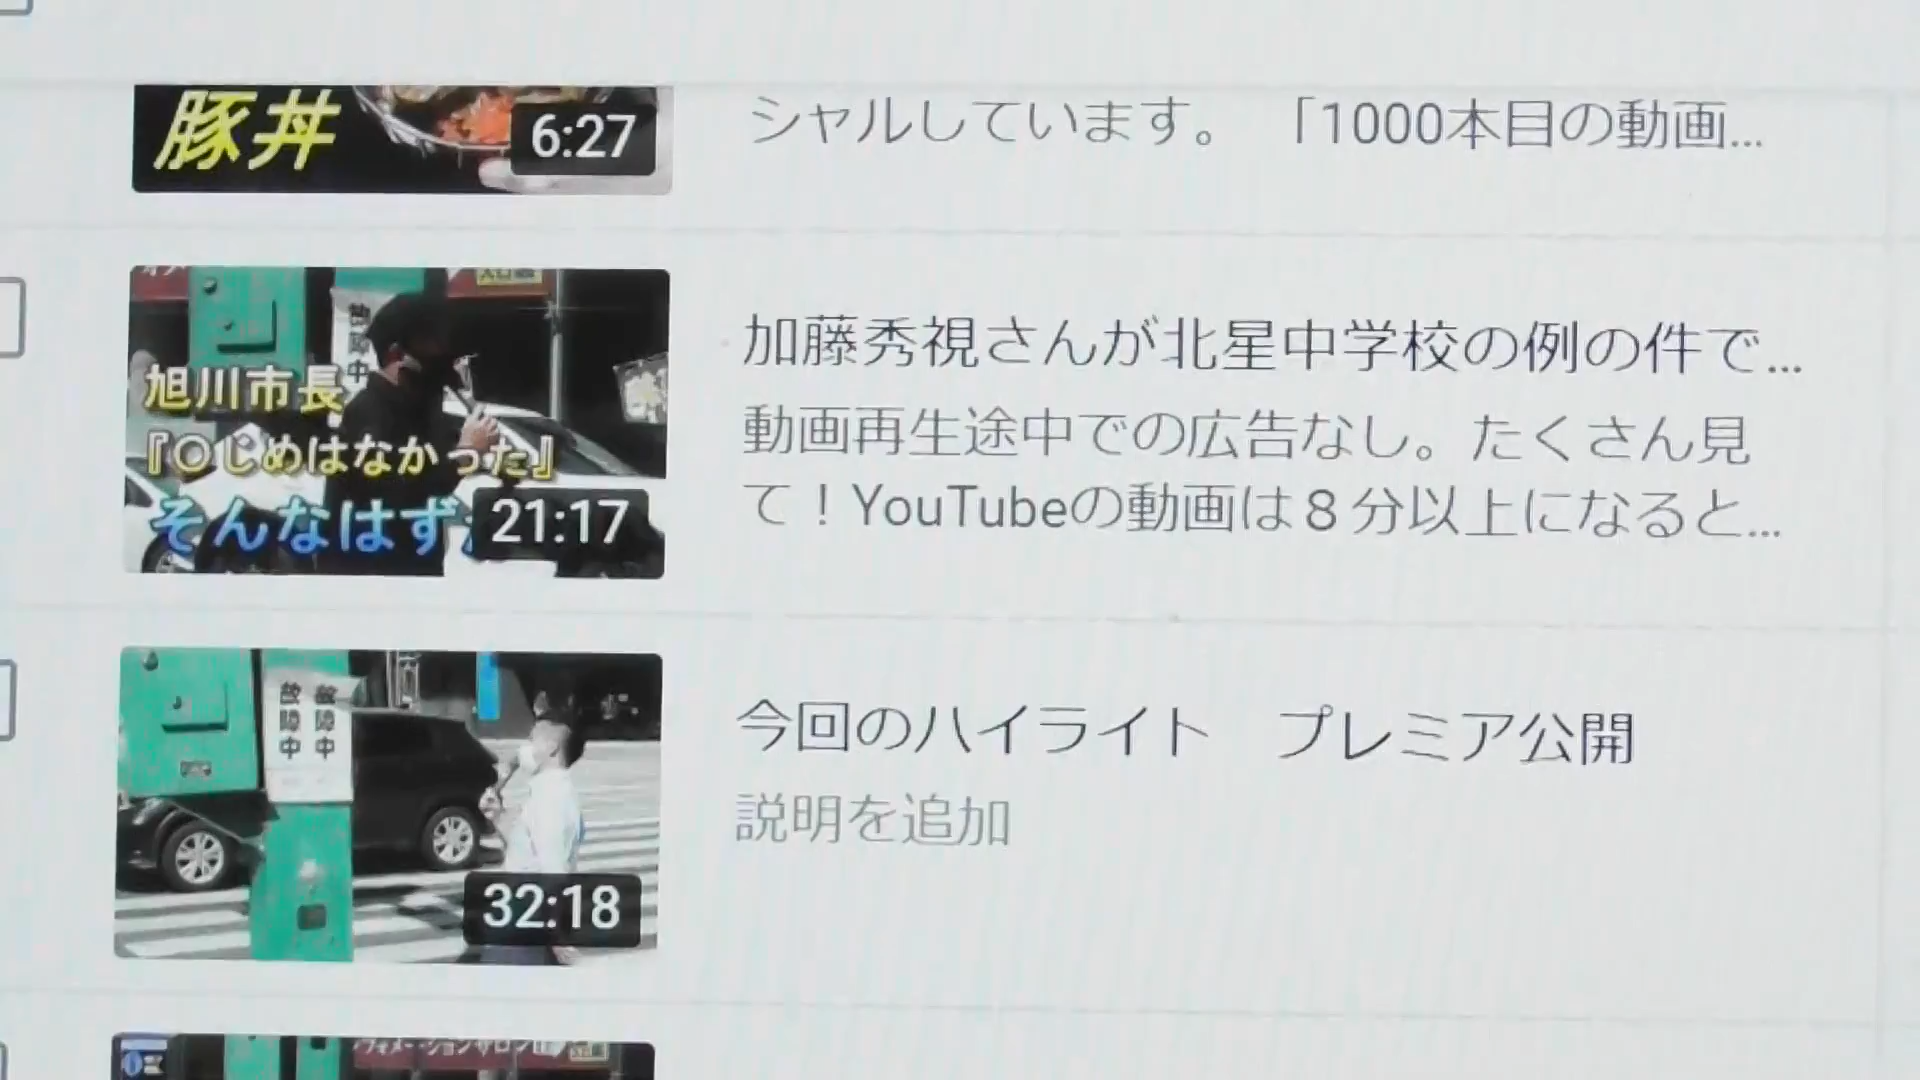 豚丼
6:27
シャルしています。 「1000本目の動画...
旭川市長
『〇じめはなかった』
そんなはず
21:17
加藤秀視さんが北星中学校の例の件で...
動画再生途中での広告なし。たくさん見
て！YouTubeの動画は８分以上になると...
故障中
故障中
32:18
今回のハイライト　プレミア公開
説明を追加